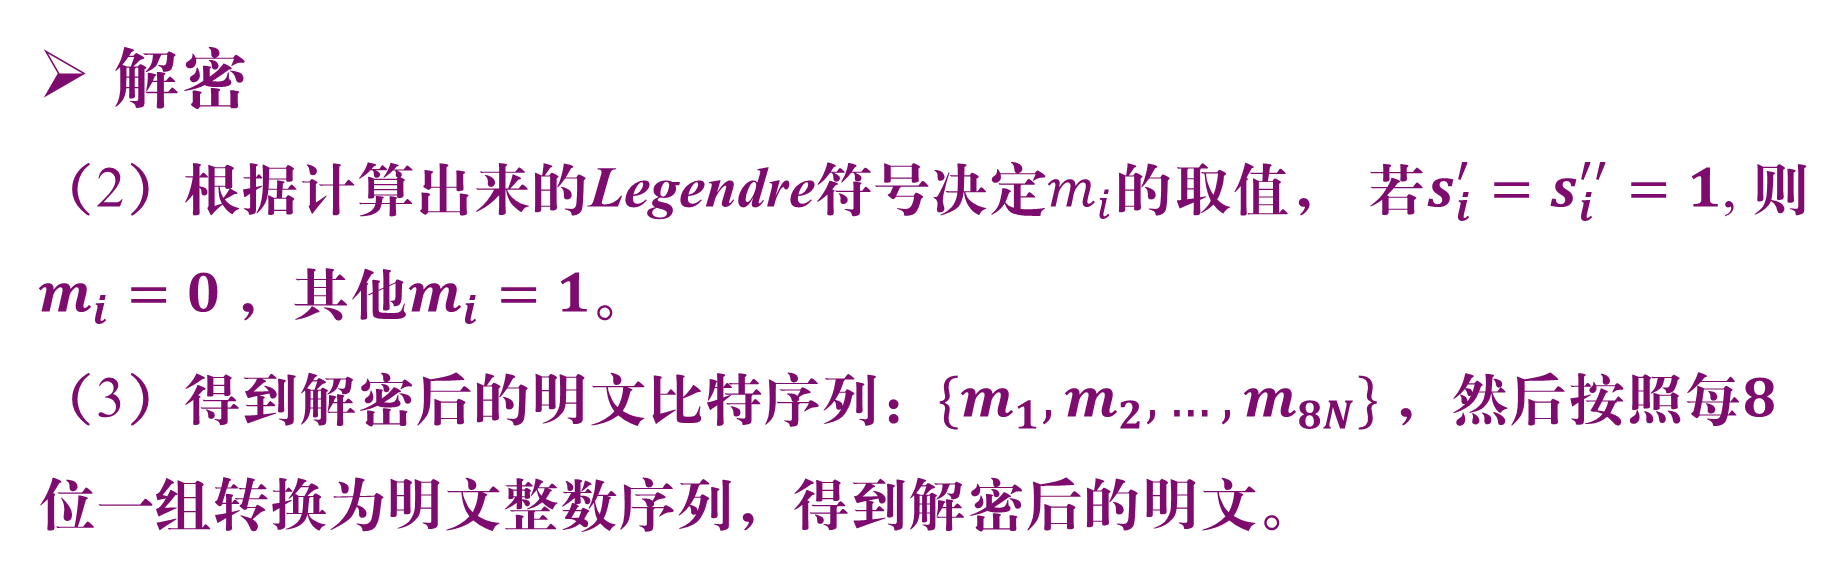 ➢ 解密
（2）根据计算出来的Legendre符号决定mᵢ的取值， 若s′ᵢ = s′′ᵢ = 1, 则
mᵢ = 0 ，其他mᵢ = 1。
（3）得到解密后的明文比特序列：{m₁, m₂, … , m₈N} ，然后按照每8
位一组转换为明文整数序列，得到解密后的明文。